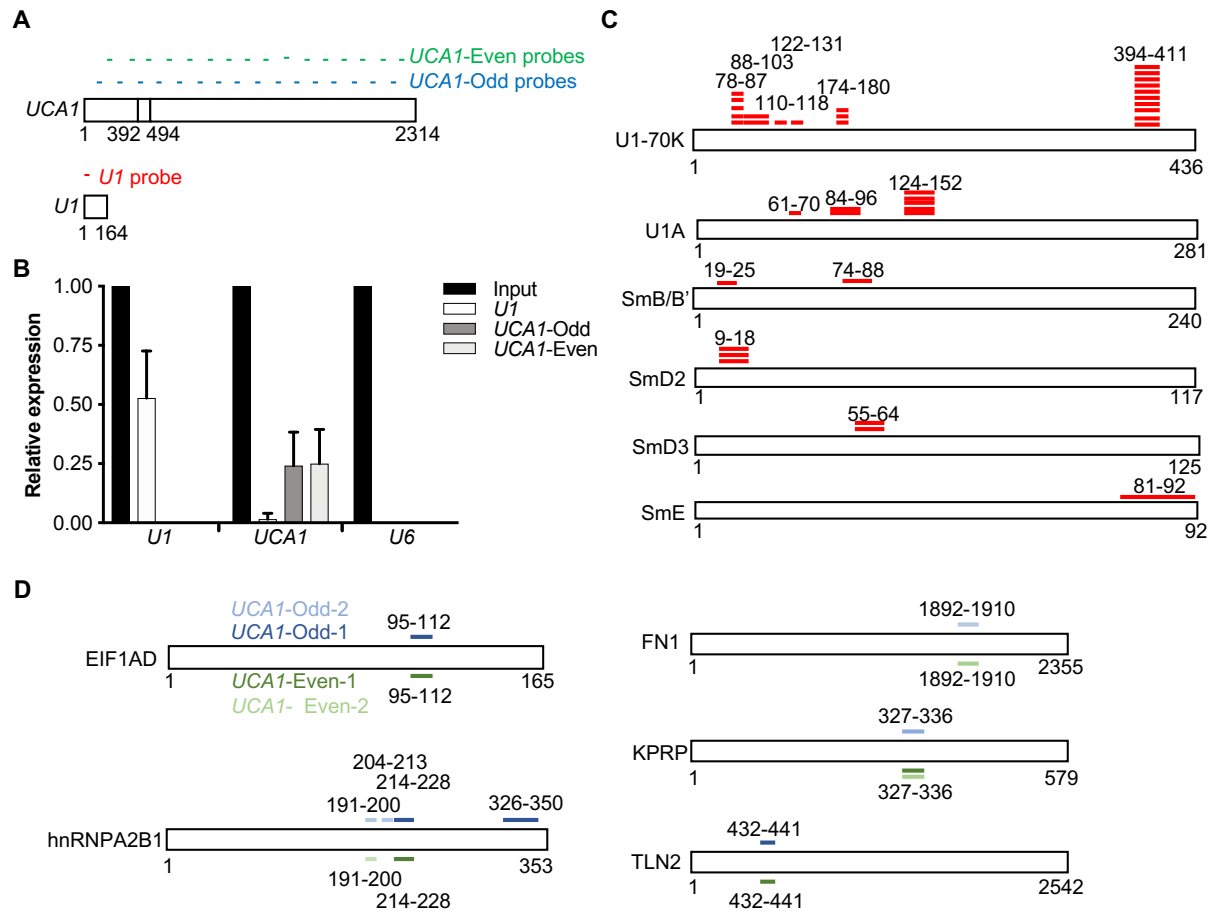 A
UCA1-Even probes
UCA1-Odd probes
UCA1
1 392 494 2314
U1 probe
U1
1 164
B
Relative expression
1.00
0.75
0.50
0.25
0.00
U1 UCA1 U6
Input
U1
UCA1-Odd
UCA1-Even
C
122-131
88-103
78-87
110-118
174-180
394-411
U1-70K
1 436
61-70 84-96 124-152
U1A
1 281
19-25 74-88
SmB/B’
1 240
9-18
SmD2
1 117
55-64
SmD3
1 125
81-92
SmE
1 92
D
UCA1-Odd-2
UCA1-Odd-1
95-112
EIF1AD
1 165
UCA1-Even-1
95-112
UCA1- Even-2
204-213
214-228
191-200 326-350
hnRNPA2B1
1 353
191-200
214-228
1892-1910
FN1
1 2355
1892-1910
327-336
KPRP
1 579
327-336
432-441
TLN2
1 2542
432-441